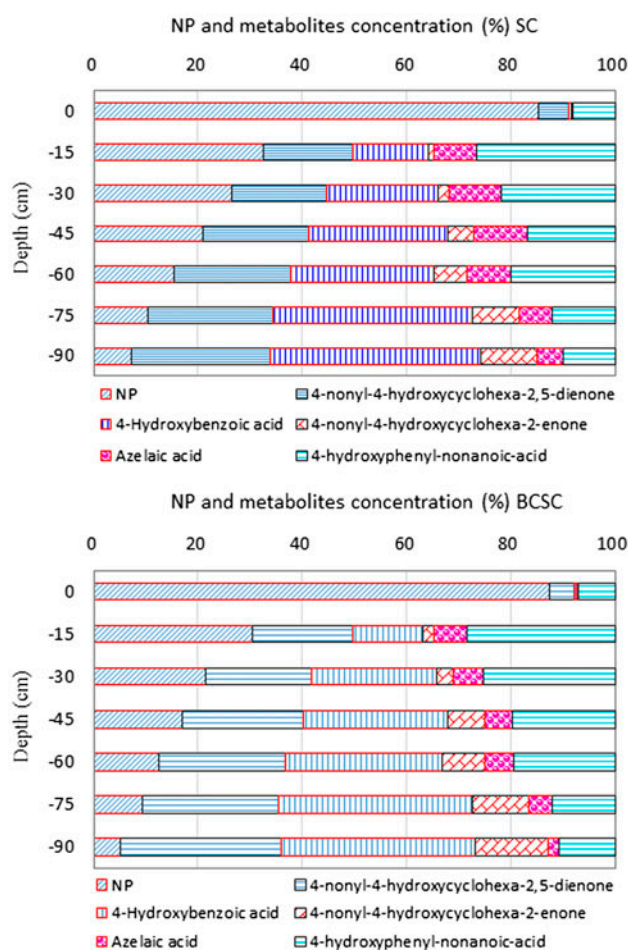 NP and metabolites concentration (%) SC
0 20 40 60 80 100
0
-15
-30
-45
-60
-75
-90
Depth (cm)
NP 4-nonyl-4-hydroxycyclohexa-2,5-dienone
4-Hydroxybenzoic acid 4-nonyl-4-hydroxycyclohexa-2-enone
Azelaic acid 4-hydroxyphenyl-nonanoic-acid
NP and metabolites concentration (%) BCSC
0 20 40 60 80 100
0
-15
-30
-45
-60
-75
-90
Depth (cm)
NP 4-nonyl-4-hydroxycyclohexa-2,5-dienone
4-Hydroxybenzoic acid 4-nonyl-4-hydroxycyclohexa-2-enone
Azelaic acid 4-hydroxyphenyl-nonanoic-acid